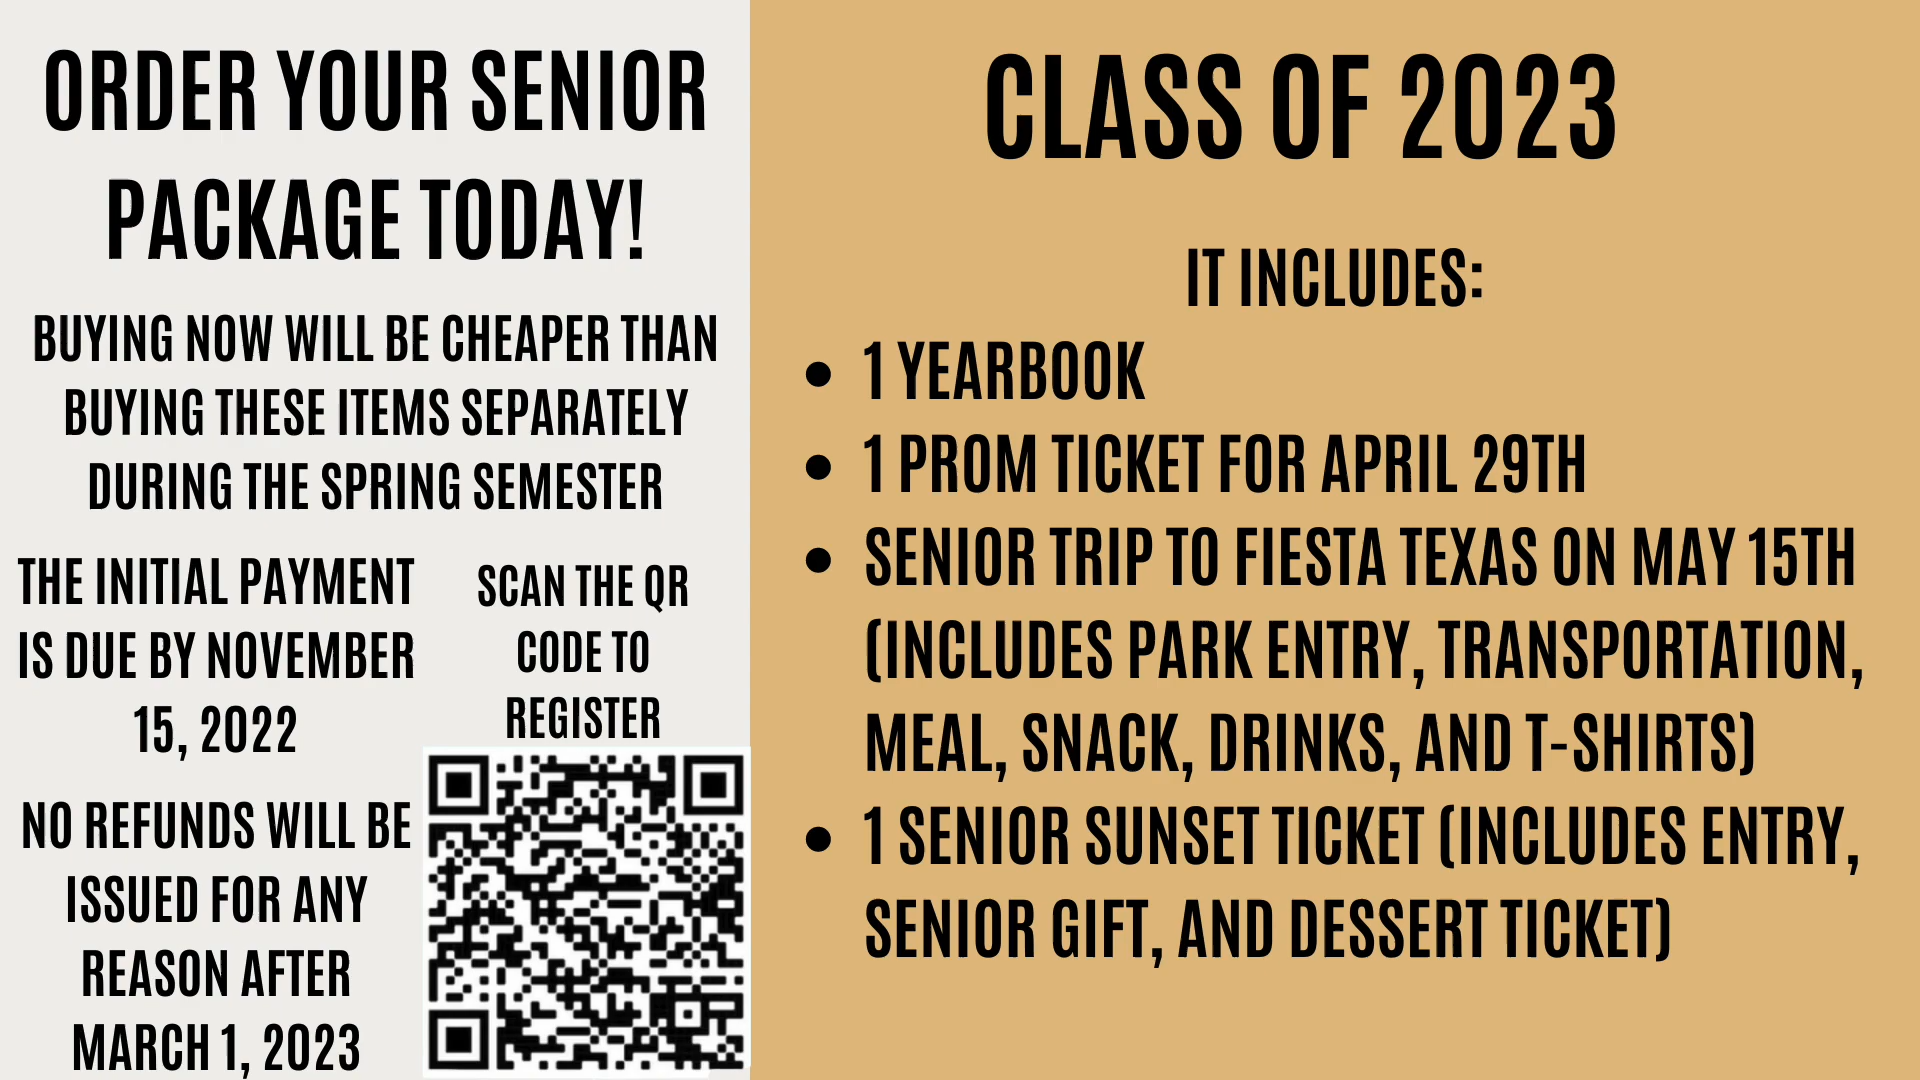 ORDER YOUR SENIOR
PACKAGE TODAY!
BUYING NOW WILL BE CHEAPER THAN
BUYING THESE ITEMS SEPARATELY
DURING THE SPRING SEMESTER
THE INITIAL PAYMENT
IS DUE BY NOVEMBER
15, 2022
NO REFUNDS WILL BE
ISSUED FOR ANY
REASON AFTER
MARCH 1, 2023
SCAN THE QR
CODE TO
REGISTER
CLASS OF 2023
IT INCLUDES:
• 1 YEARBOOK
• 1 PROM TICKET FOR APRIL 29TH
• SENIOR TRIP TO FIESTA TEXAS ON MAY 15TH
(INCLUDES PARK ENTRY, TRANSPORTATION,
MEAL, SNACK, DRINKS, AND T-SHIRTS)
• 1 SENIOR SUNSET TICKET (INCLUDES ENTRY,
SENIOR GIFT, AND DESSERT TICKET)